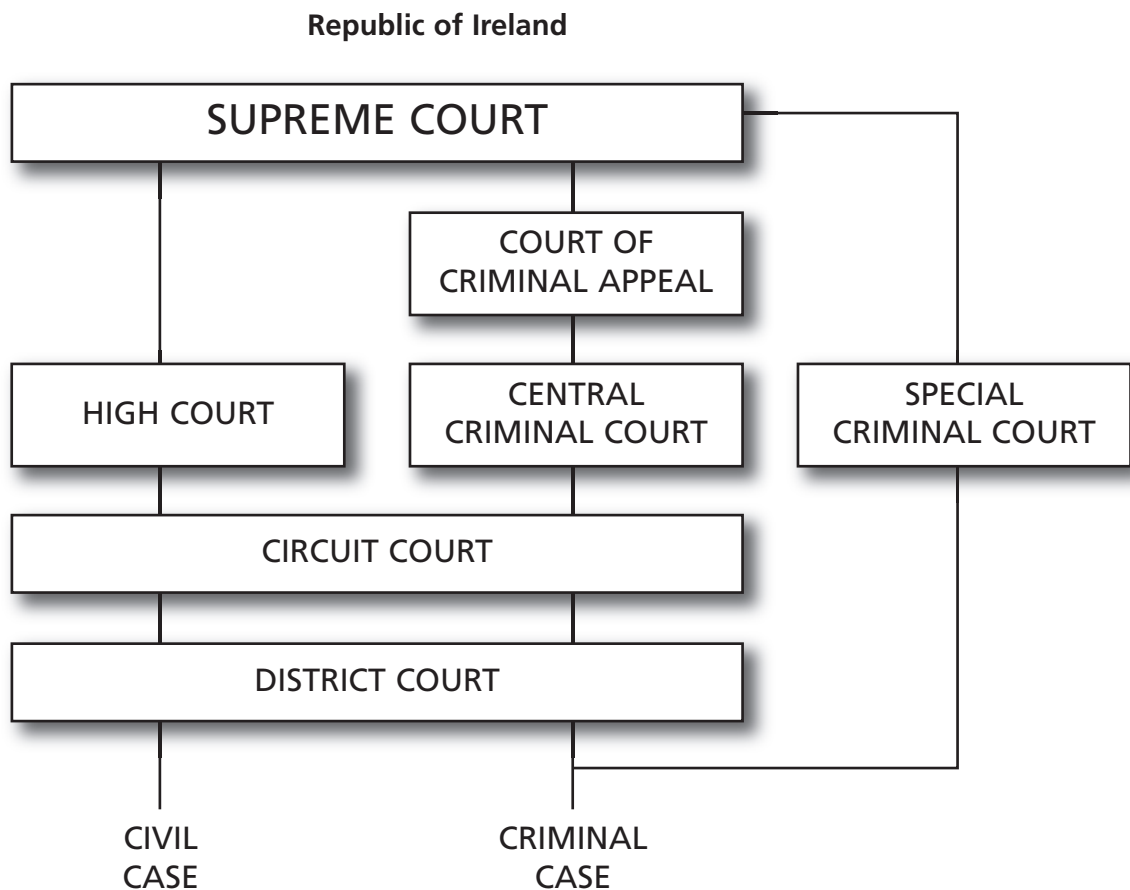 Republic of Ireland
SUPREME COURT
COURT OF
CRIMINAL APPEAL
HIGH COURT
CENTRAL
CRIMINAL COURT
SPECIAL
CRIMINAL COURT
CIRCUIT COURT
DISTRICT COURT
CIVIL
CASE
CRIMINAL
CASE